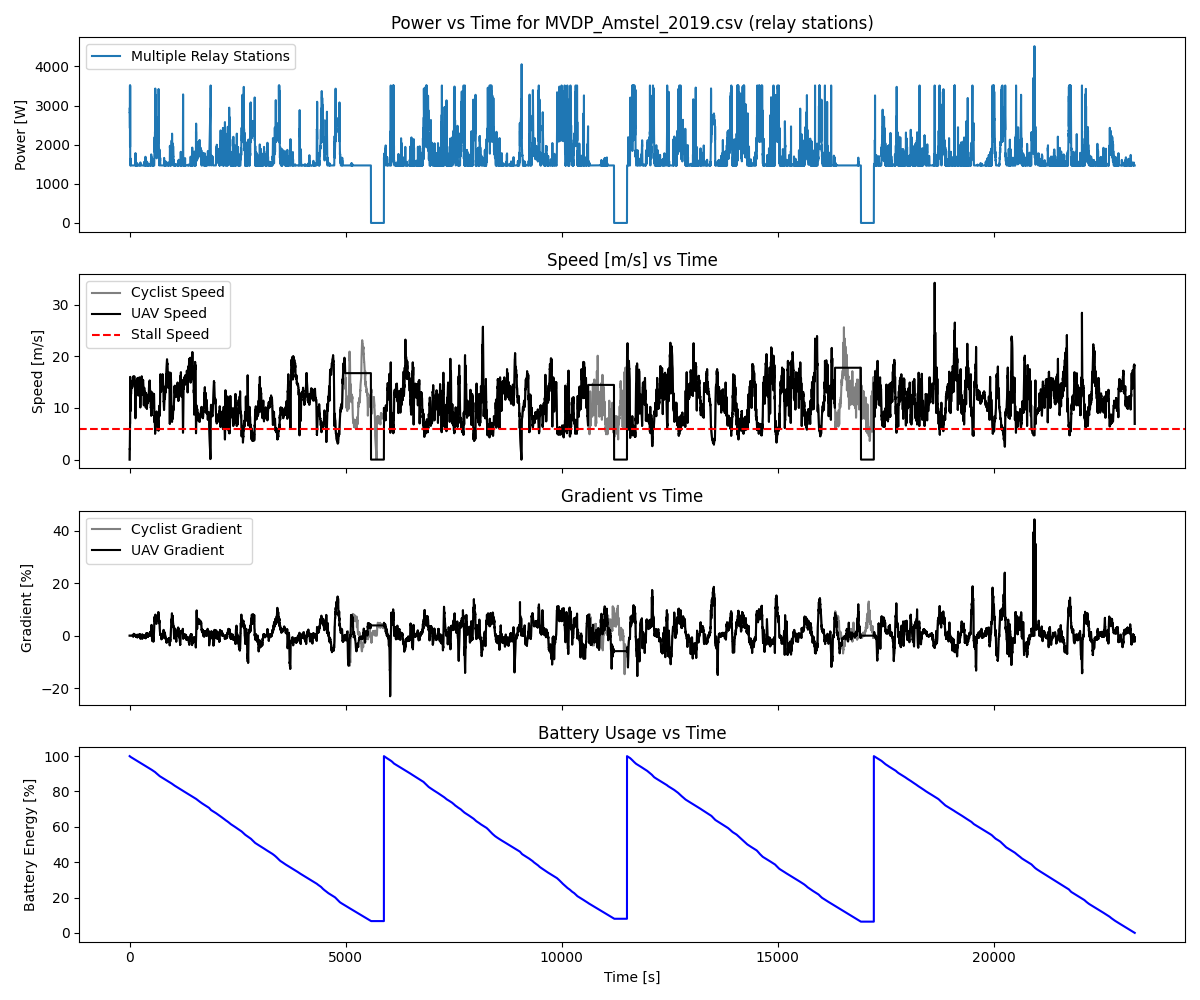 Power vs Time for MVDP_Amstel_2019.csv (relay stations)
Multiple Relay Stations
Power [W]
4000
3000
2000
1000
0
Speed [m/s] vs Time
Cyclist Speed
UAV Speed
Stall Speed
Speed [m/s]
30
20
10
0
Gradient vs Time
Cyclist Gradient
UAV Gradient
Gradient [%]
40
20
0
−20
Battery Usage vs Time
Battery Energy [%]
100
80
60
40
20
0
0 5000 10000 15000 20000
Time [s]